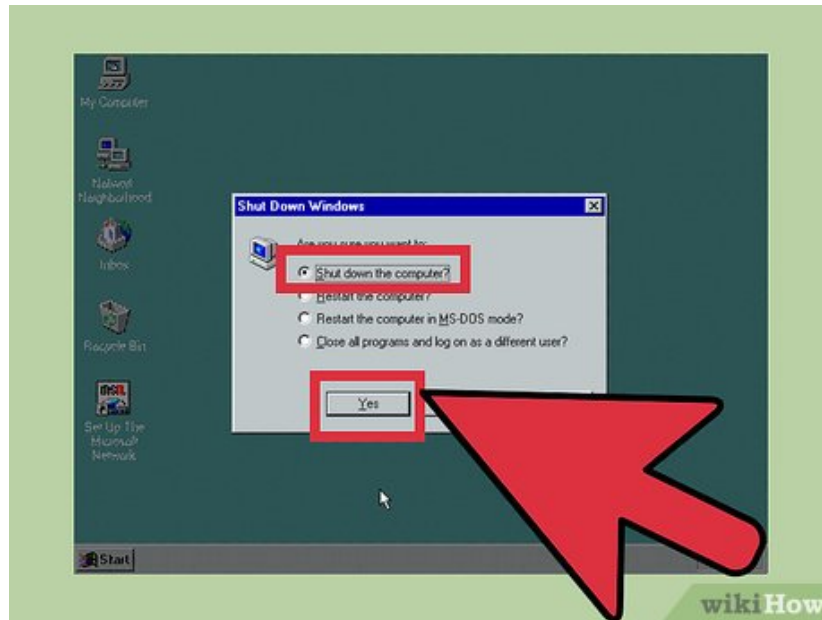 My Computer
Shut Down Windows
Network
Neighborhood
Are you sure you want to:
Inbox
Shut down the computer?
Restart the computer?
Restart the computer in MS-DOS mode?
Close all programs and log on as a different user?
Recycle Bin
msn.
Yes
Set Up The
Microsoft
Network
Start
wikiHow